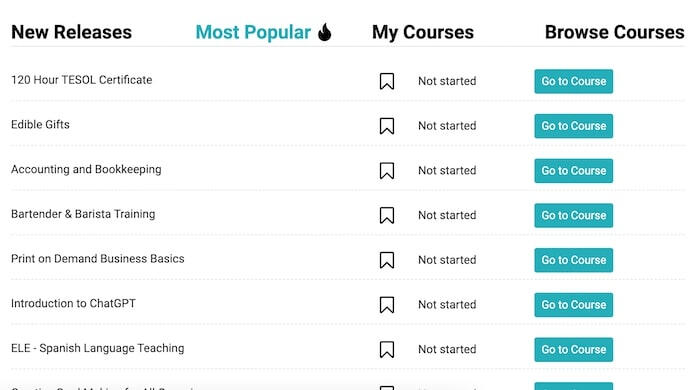 New Releases Most Popular My Courses Browse Courses
120 Hour TESOL Certificate Not started Go to Course
Edible Gifts Not started Go to Course
Accounting and Bookkeeping Not started Go to Course
Bartender & Barista Training Not started Go to Course
Print on Demand Business Basics Not started Go to Course
Introduction to ChatGPT Not started Go to Course
ELE - Spanish Language Teaching Not started Go to Course